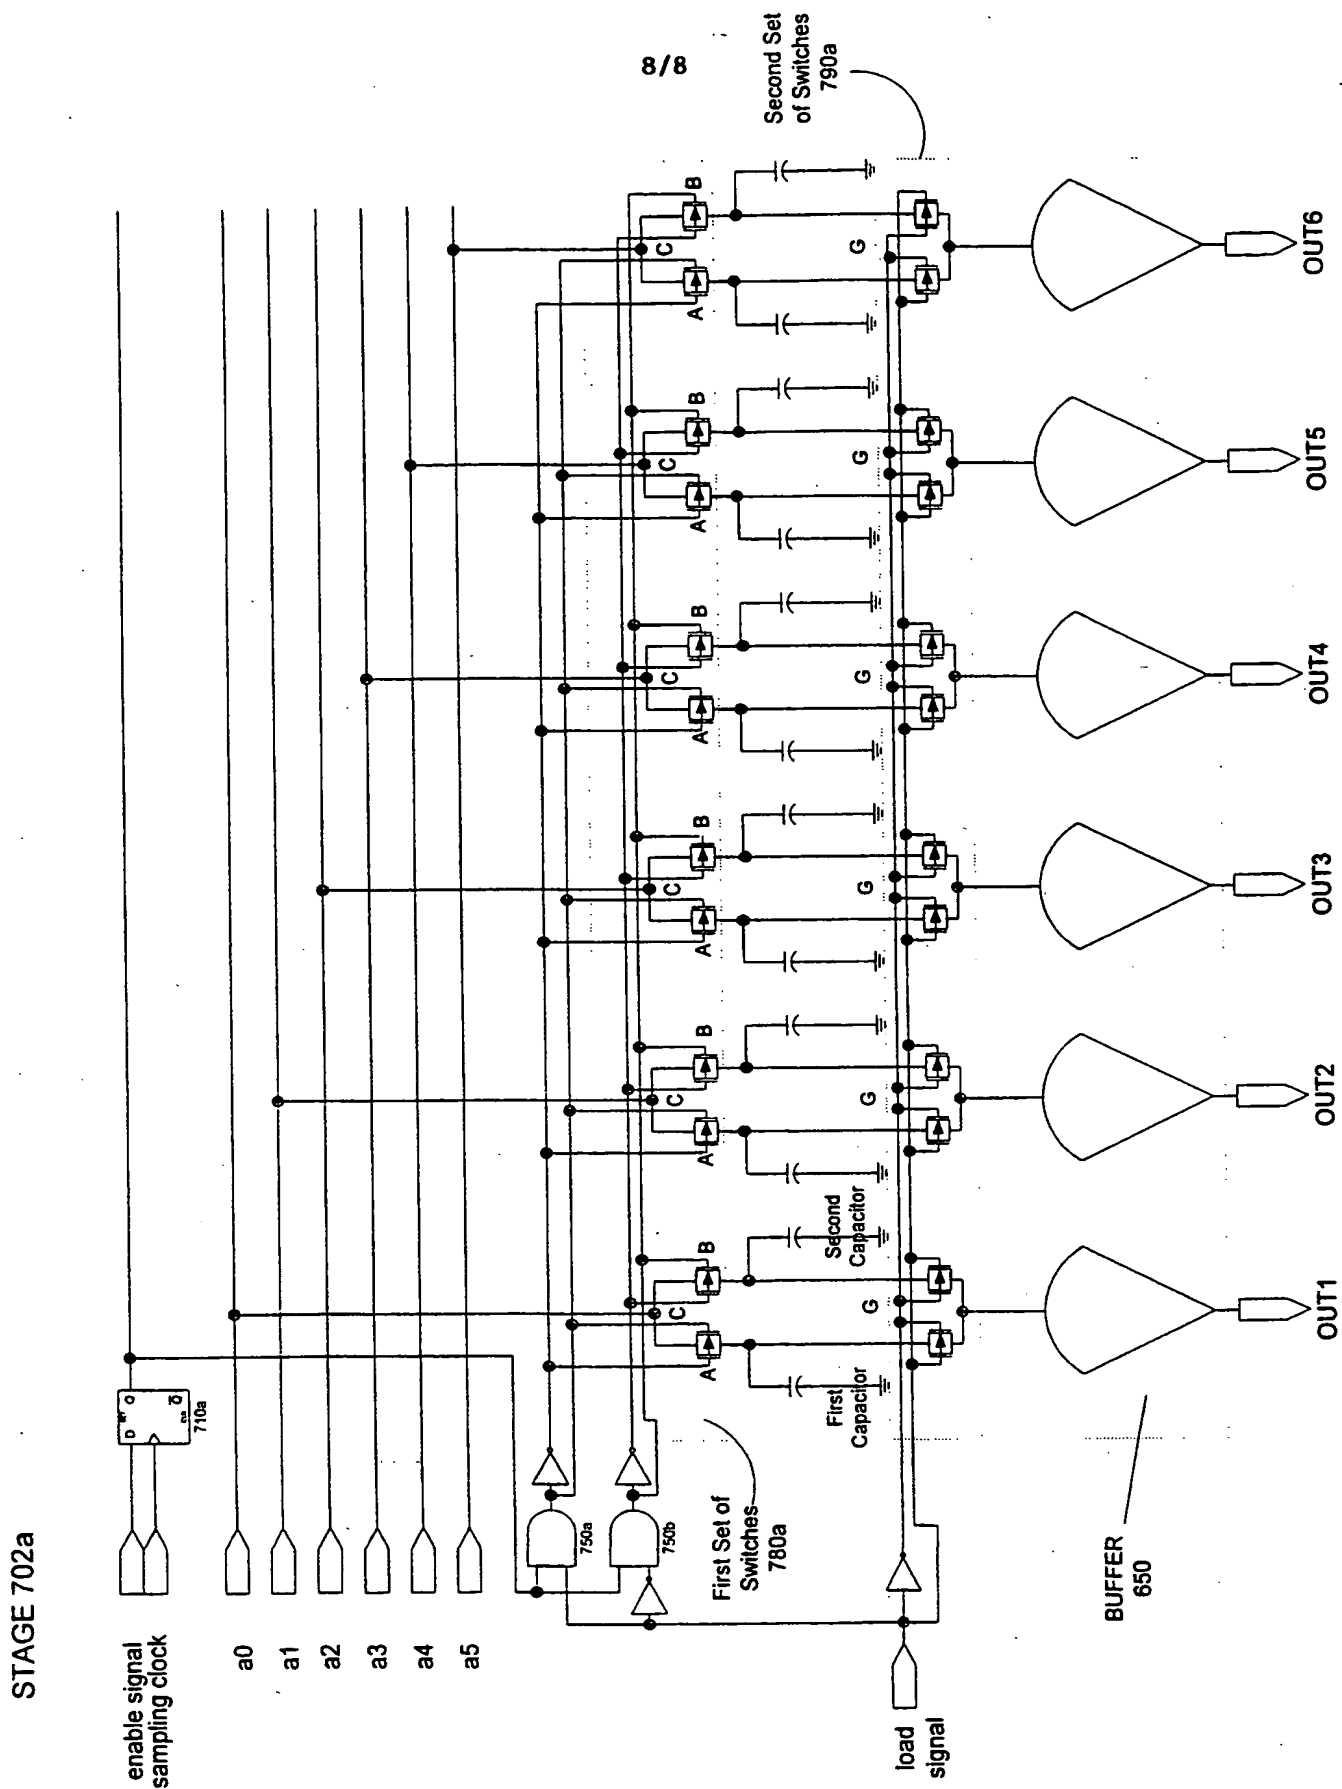 8/8
STAGE 702a
enable signal
sampling clock
D
Q
Q
710a
a0
a1
a2
a3
a4
a5
750a
750b
First Set of
Switches
780a
Second Set
of Switches
790a
A
C
B
A
C
B
A
C
B
A
C
B
A
C
B
A
C
B
First
Capacitor
Second
Capacitor
G
G
G
G
G
G
load
signal
BUFFER
650
OUT1
OUT2
OUT3
OUT4
OUT5
OUT6